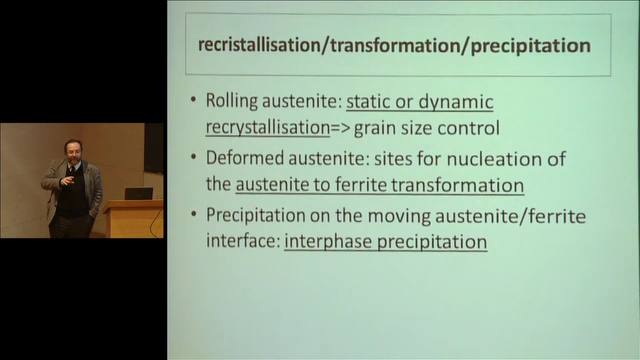 recristallisation/transformation/precipitation
• Rolling austenite: static or dynamic
recrystallisation=> grain size control
• Deformed austenite: sites for nucleation of
the austenite to ferrite transformation
• Precipitation on the moving austenite/ferrite
interface: interphase precipitation